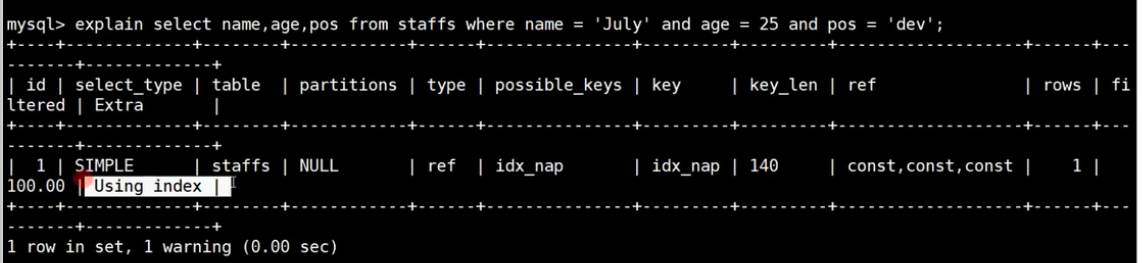 mysql> explain select name,age,pos from staffs where name = 'July' and age = 25 and pos = 'dev';
+----+-------------+--------+------------+------+---------------+---------+---------+-------------------+------+---
-------+-------------+
| id | select_type | table  | partitions | type | possible_keys | key     | key_len | ref               | rows | fi
ltered | Extra       |
+----+-------------+--------+------------+------+---------------+---------+---------+-------------------+------+---
-------+-------------+
|  1 | SIMPLE      | staffs | NULL       | ref  | idx_nap       | idx_nap | 140     | const,const,const |    1 |
100.00 | Using index |
+----+-------------+--------+------------+------+---------------+---------+---------+-------------------+------+---
-------+-------------+
1 row in set, 1 warning (0.00 sec)